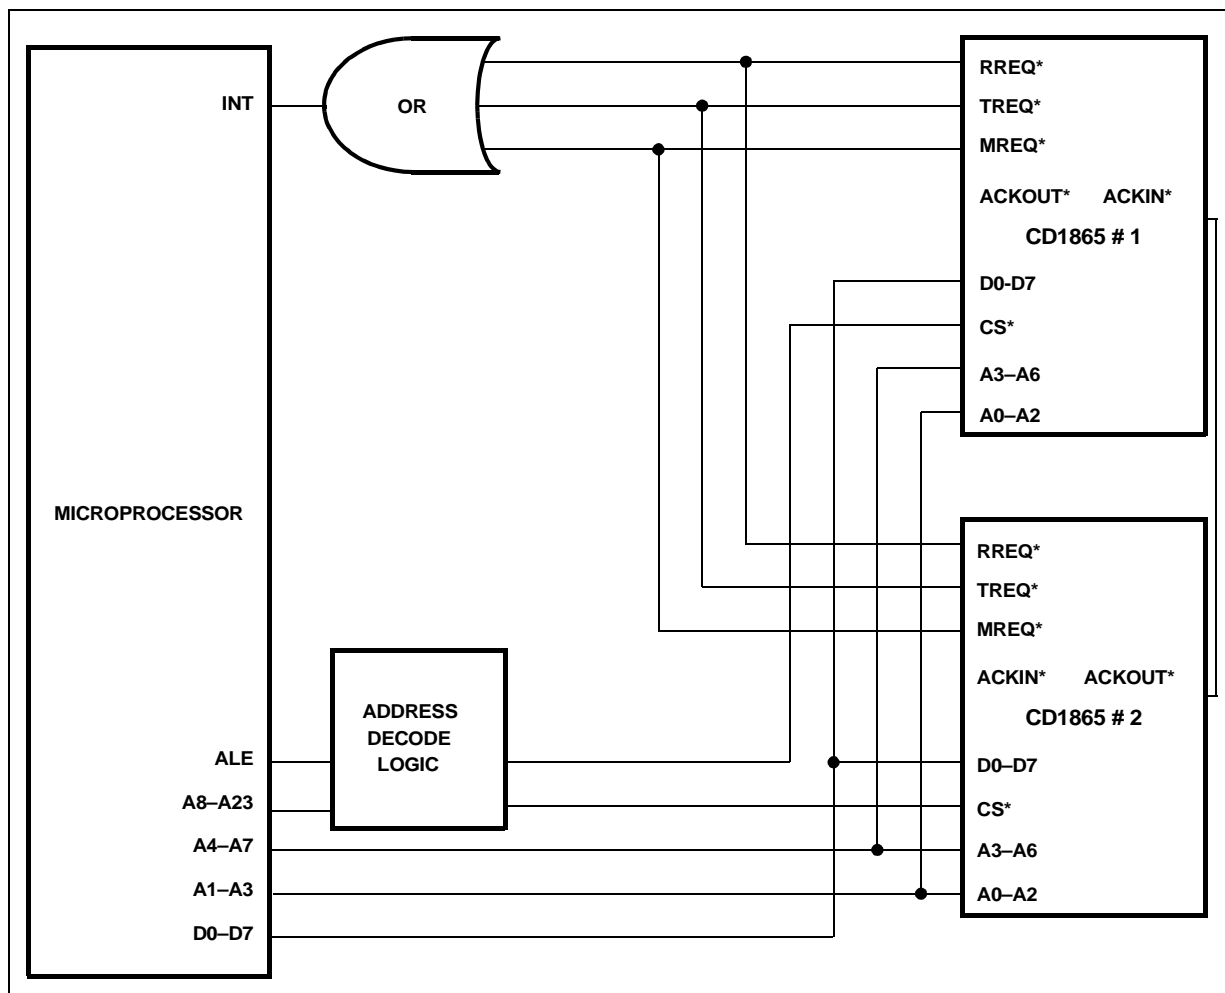 INT
OR
MICROPROCESSOR
ALE
A8–A23
A4–A7
A1–A3
D0–D7
ADDRESS
DECODE
LOGIC
RREQ*
TREQ*
MREQ*
ACKOUT* ACKIN*
CD1865 # 1
D0-D7
CS*
A3–A6
A0–A2
RREQ*
TREQ*
MREQ*
ACKIN* ACKOUT*
CD1865 # 2
D0–D7
CS*
A3–A6
A0–A2